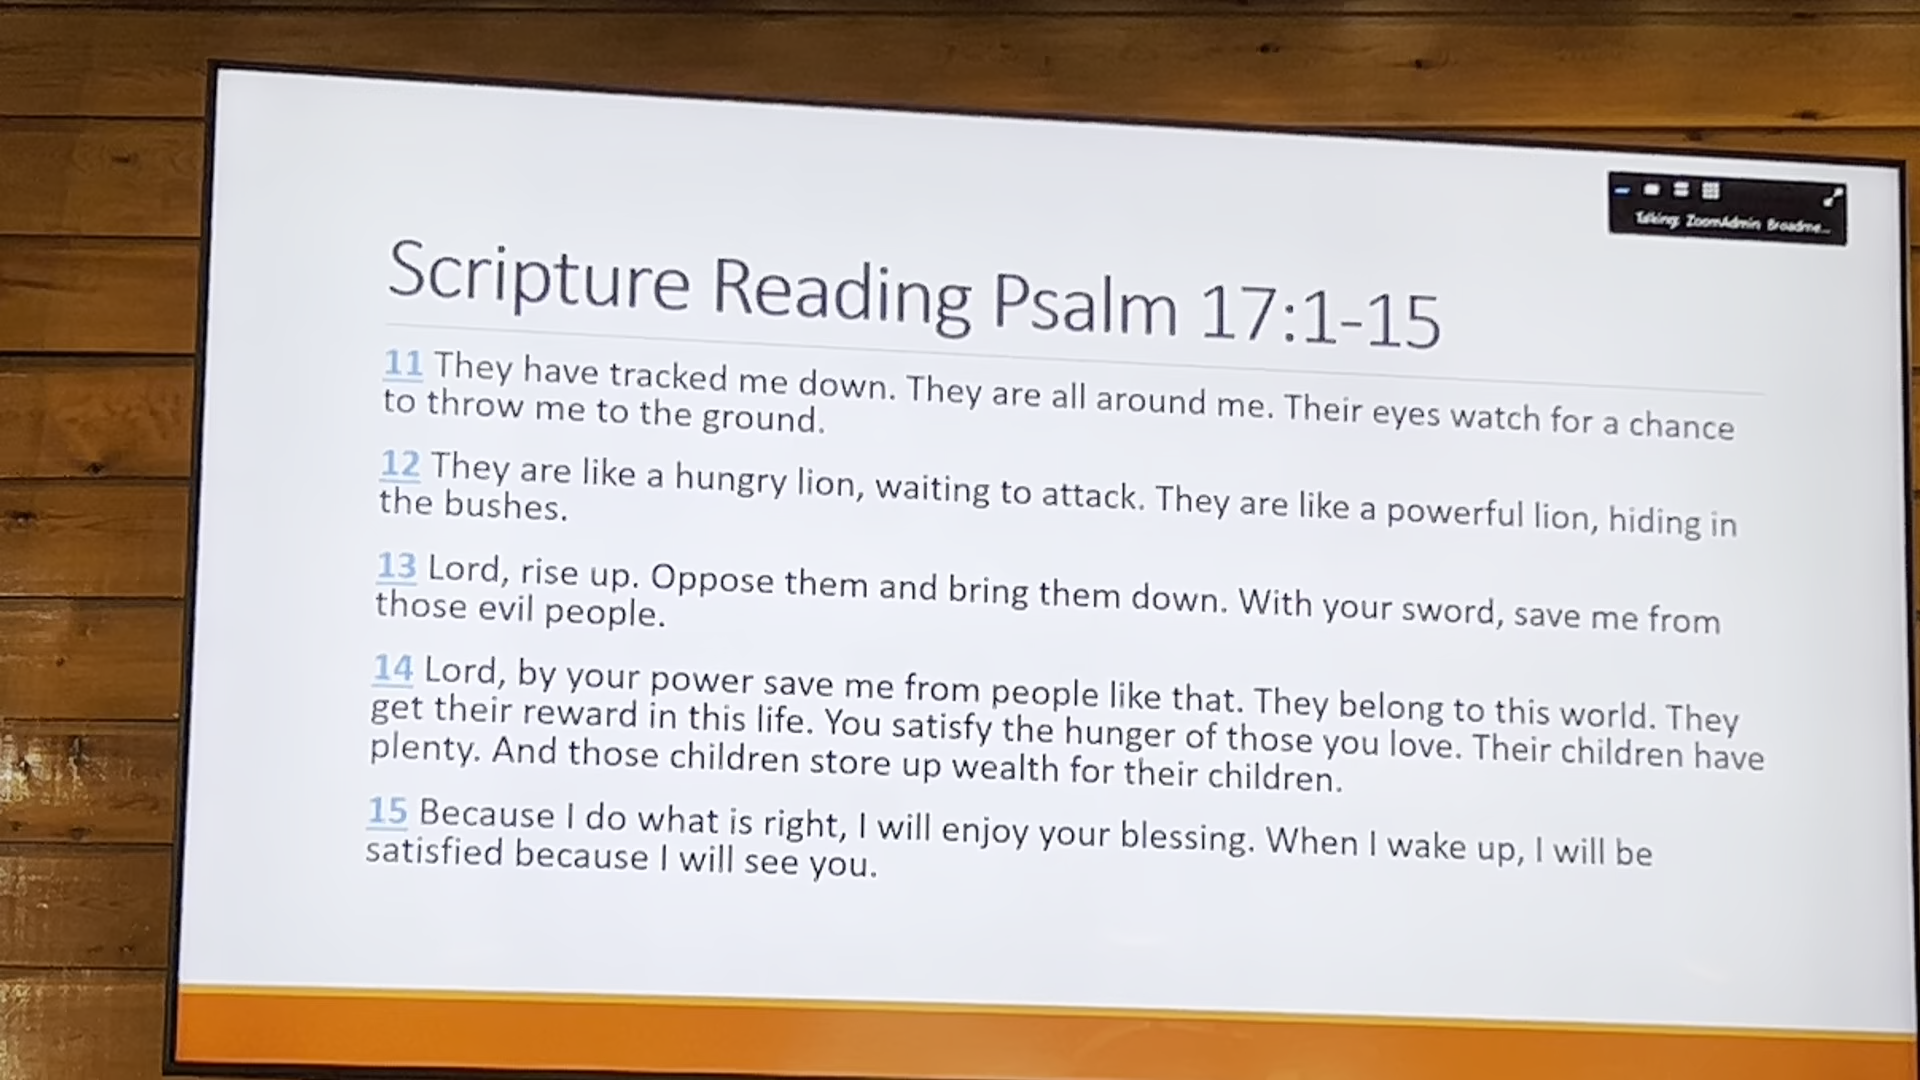 Talking: ZoomAdmin Broadme...
Scripture Reading Psalm 17:1-15
11 They have tracked me down. They are all around me. Their eyes watch for a chance
to throw me to the ground.
12 They are like a hungry lion, waiting to attack. They are like a powerful lion, hiding in
the bushes.
13 Lord, rise up. Oppose them and bring them down. With your sword, save me from
those evil people.
14 Lord, by your power save me from people like that. They belong to this world. They
get their reward in this life. You satisfy the hunger of those you love. Their children have
plenty. And those children store up wealth for their children.
15 Because I do what is right, I will enjoy your blessing. When I wake up, I will be
satisfied because I will see you.